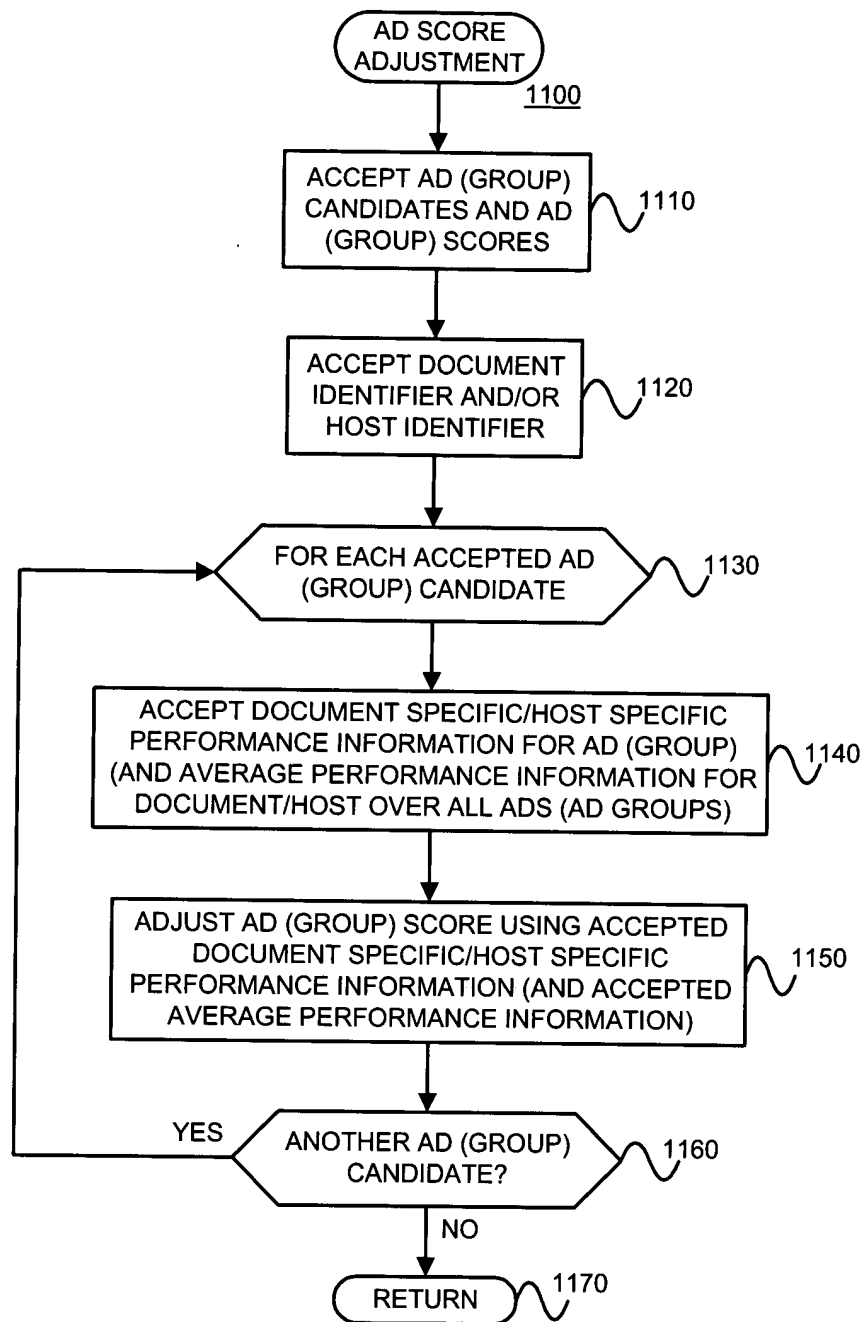 AD SCORE
ADJUSTMENT
1100
ACCEPT AD (GROUP)
CANDIDATES AND AD
(GROUP) SCORES
1110
ACCEPT DOCUMENT
IDENTIFIER AND/OR
HOST IDENTIFIER
1120
FOR EACH ACCEPTED AD
(GROUP) CANDIDATE
1130
ACCEPT DOCUMENT SPECIFIC/HOST SPECIFIC
PERFORMANCE INFORMATION FOR AD (GROUP)
(AND AVERAGE PERFORMANCE INFORMATION FOR
DOCUMENT/HOST OVER ALL ADS (AD GROUPS)
1140
ADJUST AD (GROUP) SCORE USING ACCEPTED
DOCUMENT SPECIFIC/HOST SPECIFIC
PERFORMANCE INFORMATION (AND ACCEPTED
AVERAGE PERFORMANCE INFORMATION)
1150
YES
ANOTHER AD (GROUP)
CANDIDATE?
1160
NO
RETURN
1170